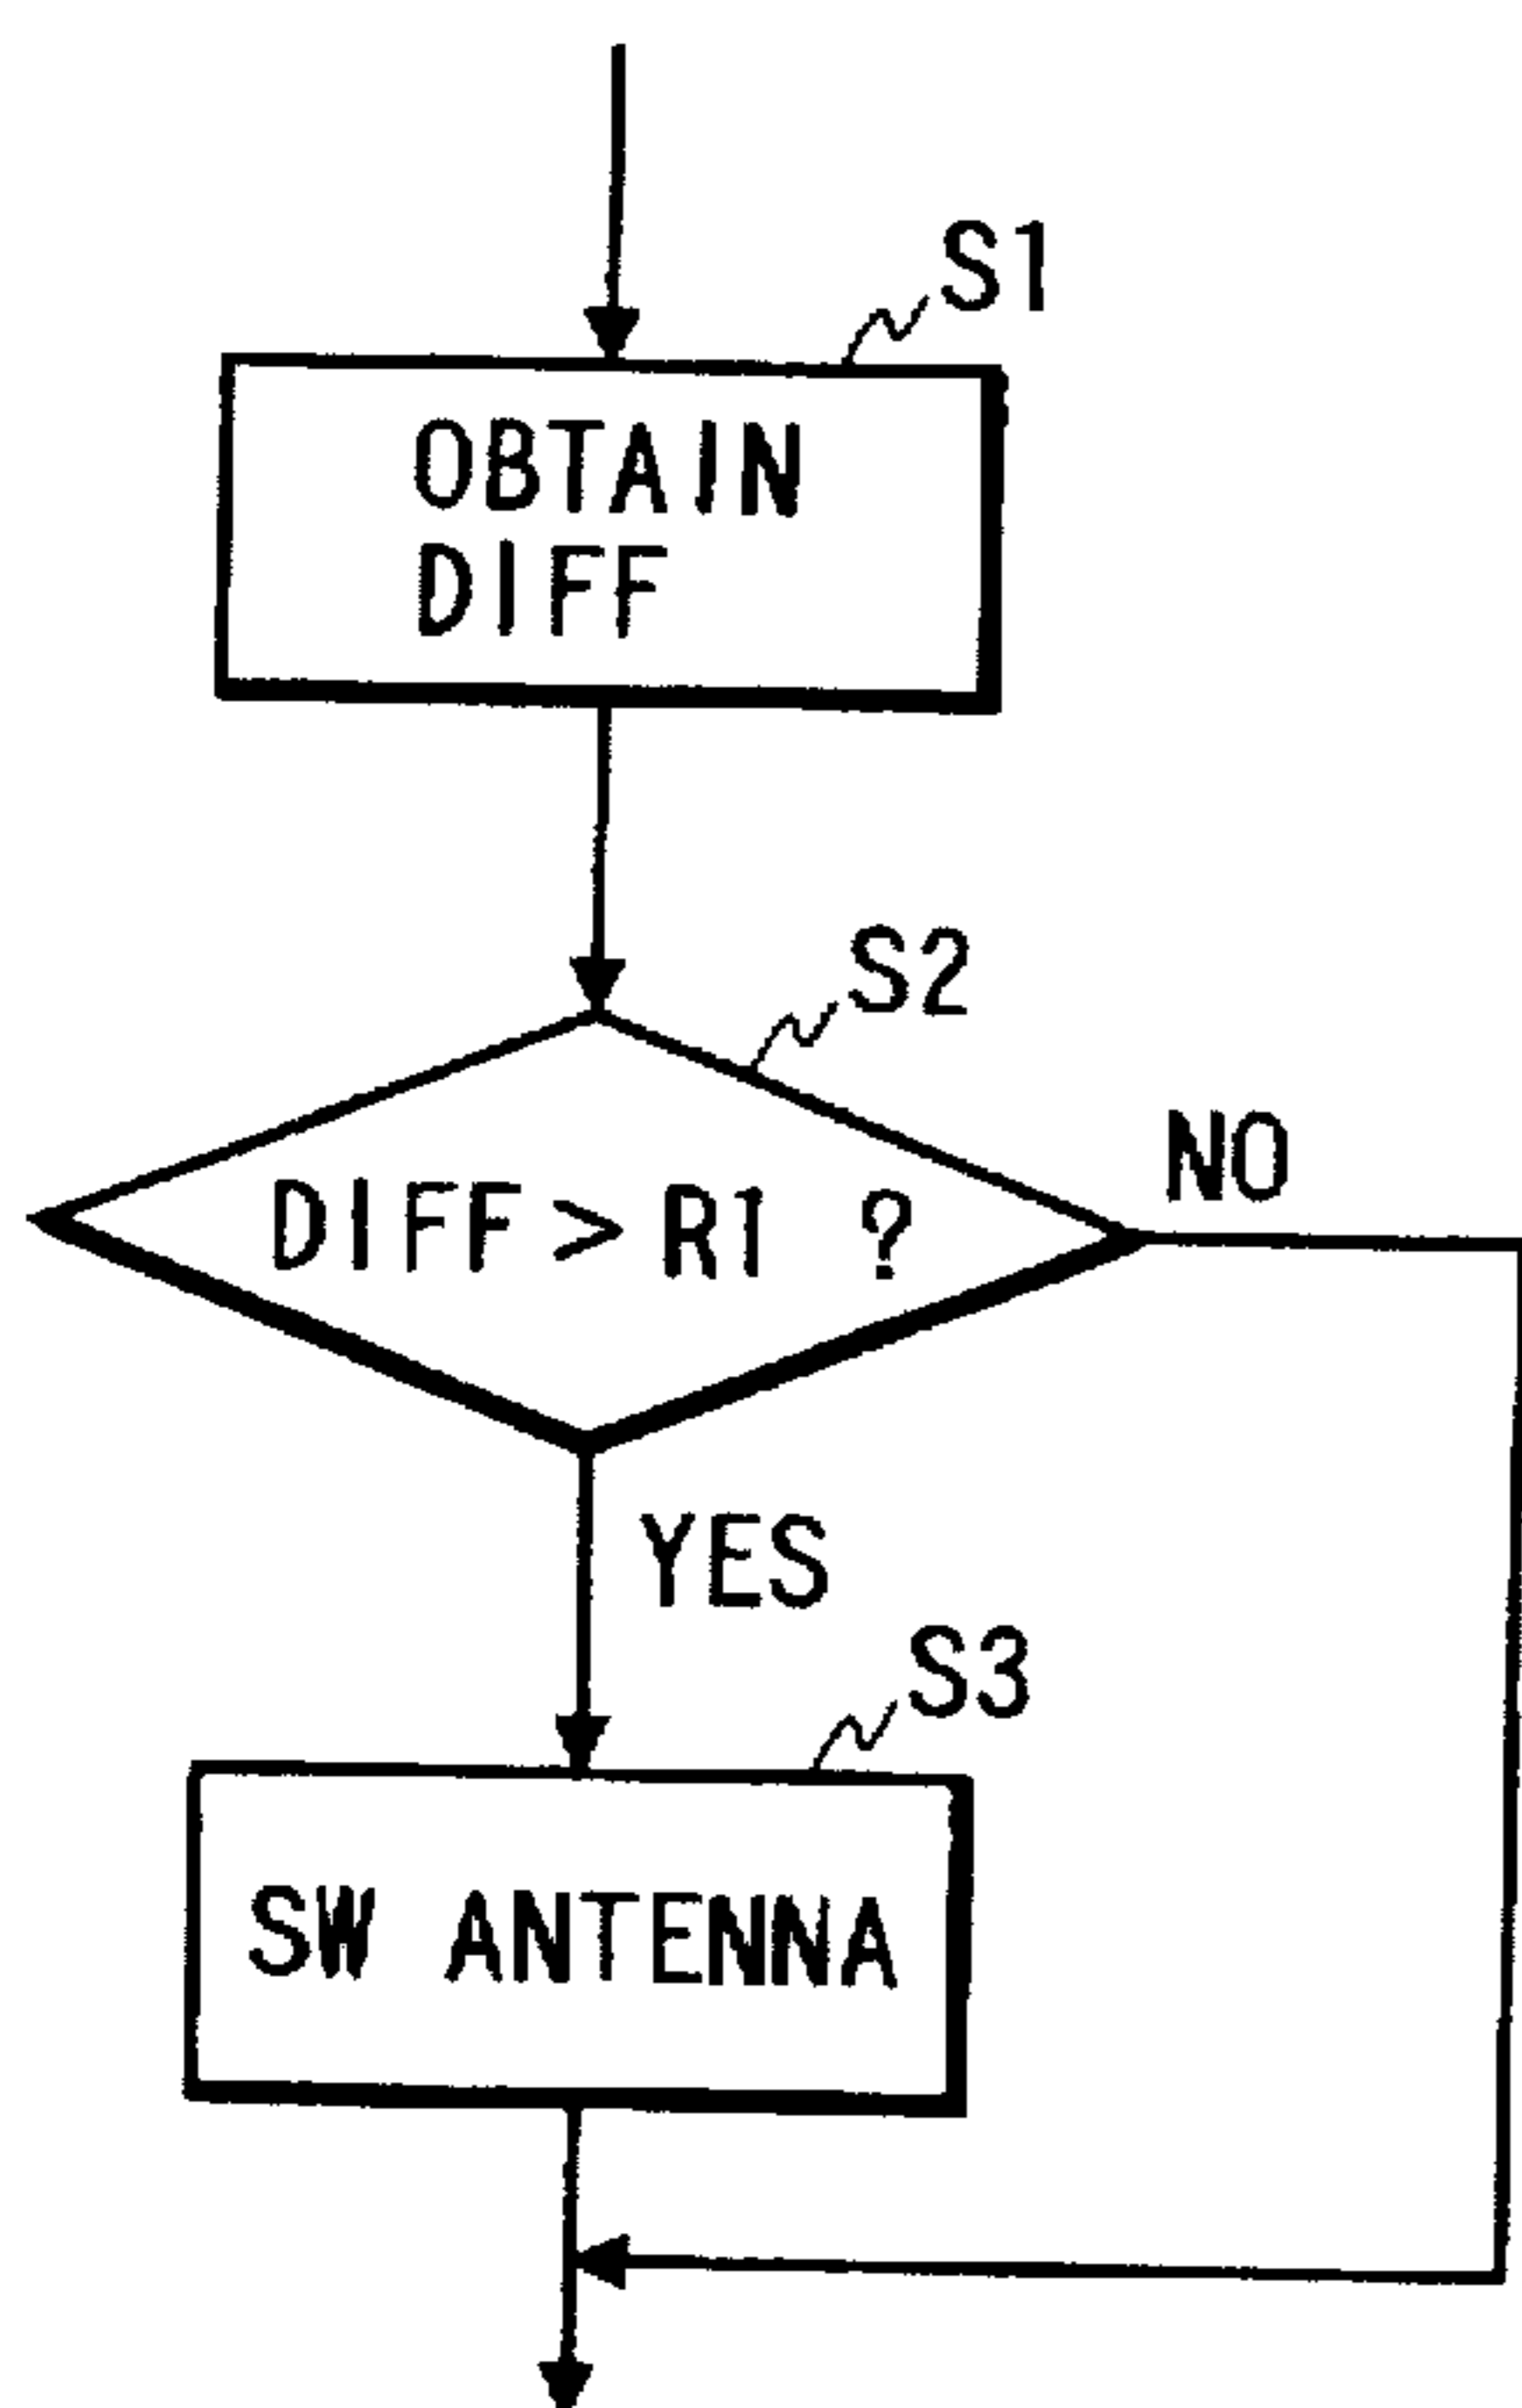 S1
OBTAIN
DIFF
S2
DIFF > R1 ?
NO
YES
S3
SW ANTENNA